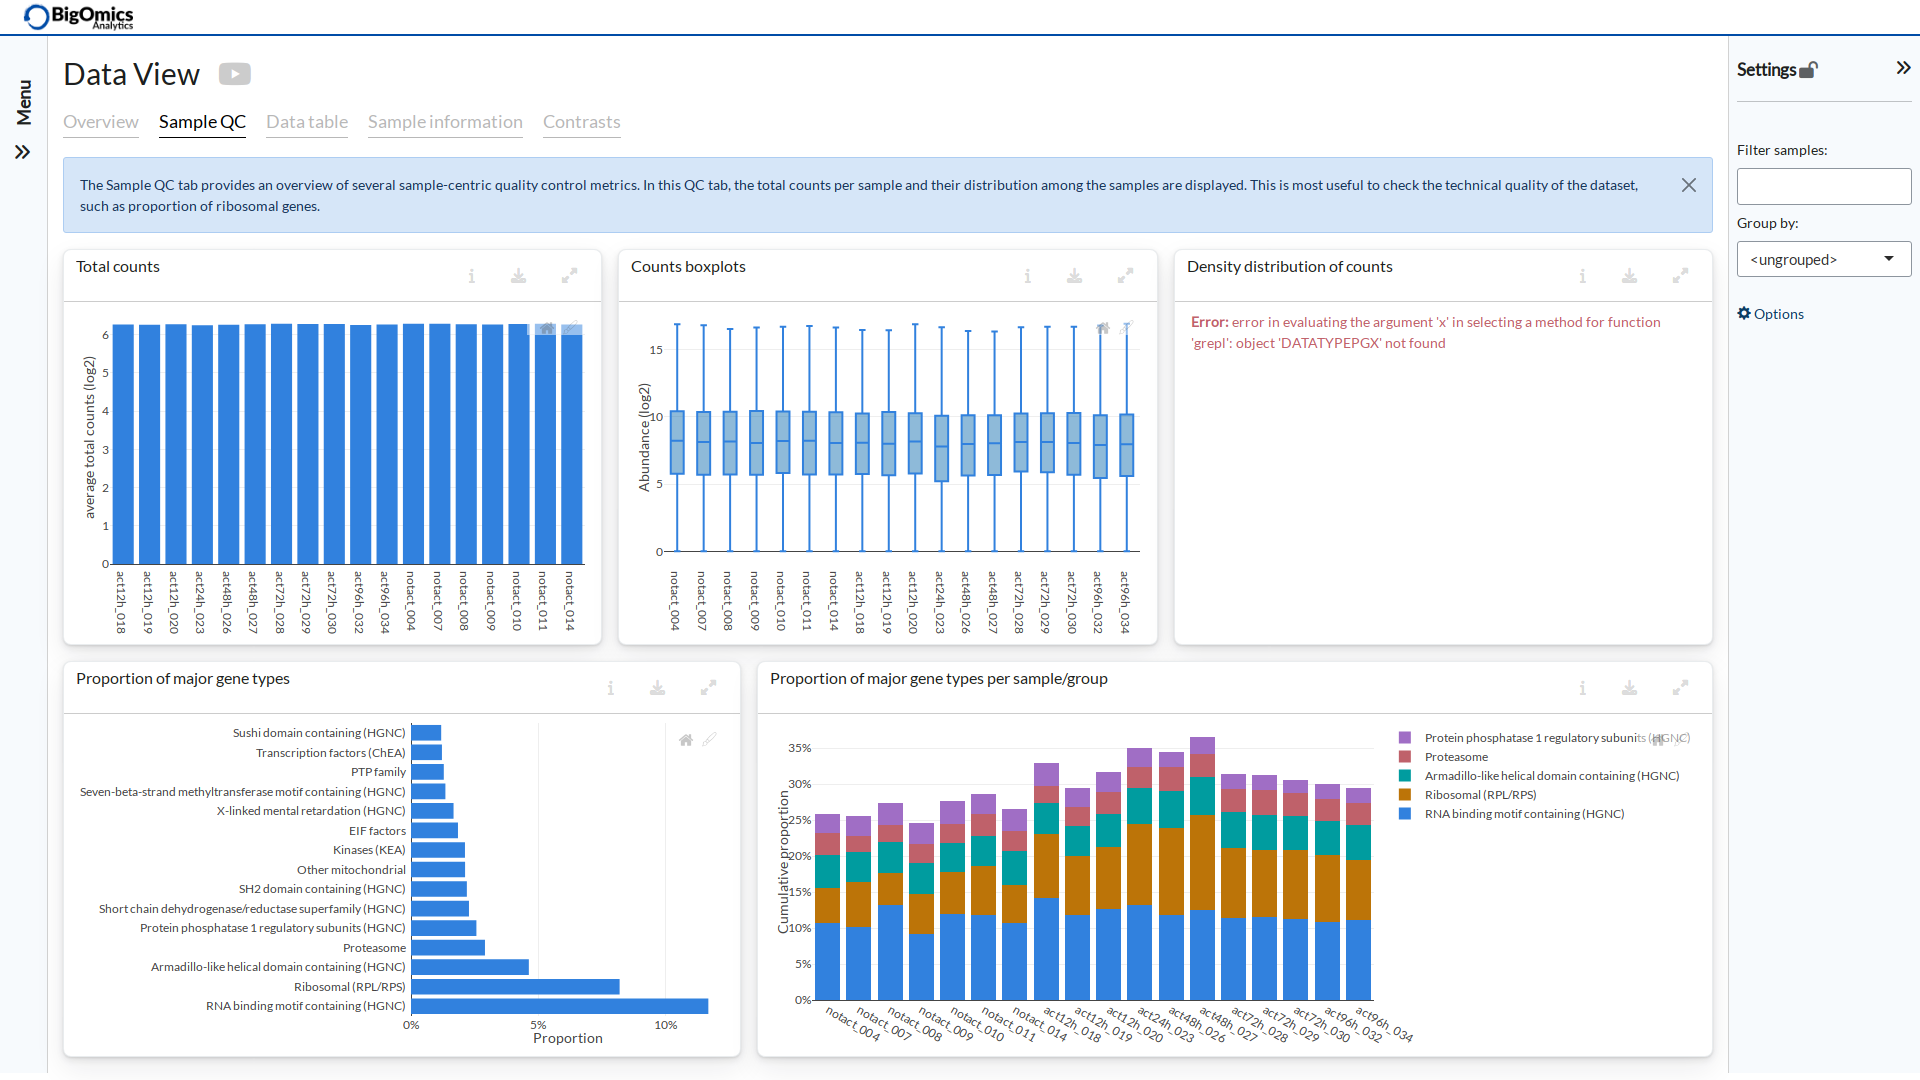 BigOmics
Analytics
Menu
Data View
Overview
Sample QC
Data table
Sample information
Contrasts
The Sample QC tab provides an overview of several sample-centric quality control metrics. In this QC tab, the total counts per sample and their distribution among the samples are displayed. This is most useful to check the technical quality of the dataset,
such as proportion of ribosomal genes.
Settings
Filter samples:
Group by:
<ungrouped>
Options
Total counts
average total counts (log2)
6
5
4
3
2
1
0
act12h_018
act12h_019
act12h_020
act24h_023
act48h_026
act48h_027
act72h_028
act72h_029
act72h_030
act96h_032
act96h_034
notact_004
notact_007
notact_008
notact_009
notact_010
notact_011
notact_014
Counts boxplots
Abundance (log2)
15
10
5
0
notact_004
notact_007
notact_008
notact_009
notact_010
notact_011
notact_014
act12h_018
act12h_019
act12h_020
act24h_023
act48h_026
act48h_027
act72h_028
act72h_029
act72h_030
act96h_032
act96h_034
Density distribution of counts
Error: error in evaluating the argument 'x' in selecting a method for function
'grepl': object 'DATATYPEPGX' not found
Proportion of major gene types
Sushi domain containing (HGNC)
Transcription factors (ChEA)
PTP family
Seven-beta-strand methyltransferase motif containing (HGNC)
X-linked mental retardation (HGNC)
EIF factors
Kinases (KEA)
Other mitochondrial
SH2 domain containing (HGNC)
Short chain dehydrogenase/reductase superfamily (HGNC)
Protein phosphatase 1 regulatory subunits (HGNC)
Proteasome
Armadillo-like helical domain containing (HGNC)
Ribosomal (RPL/RPS)
RNA binding motif containing (HGNC)
0%
5%
10%
Proportion
Proportion of major gene types per sample/group
Cumulative proportion
35%
30%
25%
20%
15%
10%
5%
0%
notact_004
notact_007
notact_008
notact_009
notact_010
notact_011
notact_014
act12h_018
act12h_019
act12h_020
act24h_023
act48h_026
act48h_027
act72h_028
act72h_029
act72h_030
act96h_032
act96h_034
Protein phosphatase 1 regulatory subunits (HGNC)
Proteasome
Armadillo-like helical domain containing (HGNC)
Ribosomal (RPL/RPS)
RNA binding motif containing (HGNC)